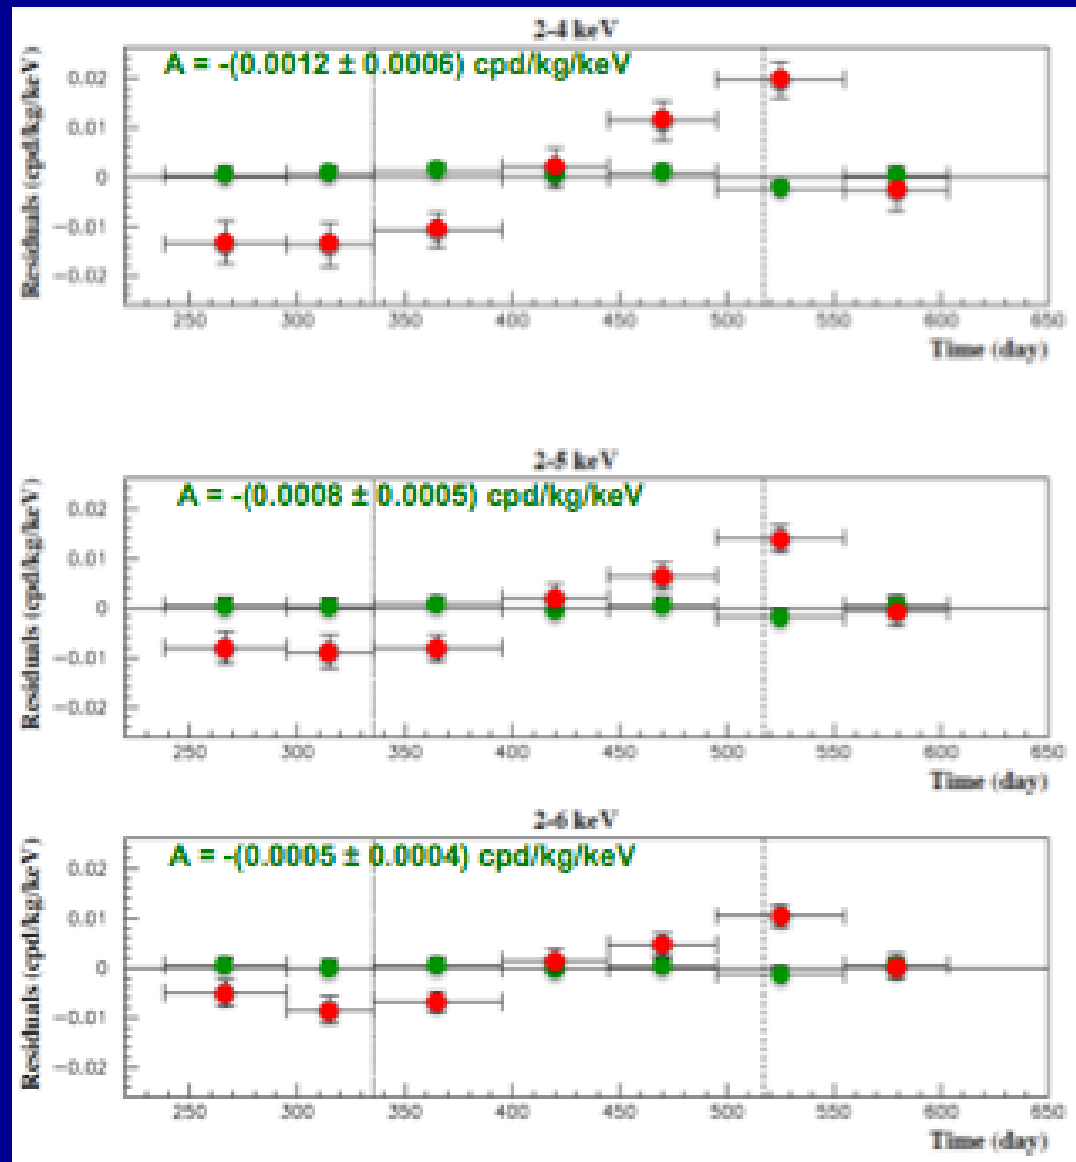 2-4 keV
A = -(0.0012 ± 0.0006) cpd/kg/keV
Residuals (cpd/kg/keV)
0.02
0.01
0
−0.01
−0.02
250 300 350 400 450 500 550 600 650
Time (day)
2-5 keV
A = -(0.0008 ± 0.0005) cpd/kg/keV
Residuals (cpd/kg/keV)
0.02
0.01
0
−0.01
−0.02
250 300 350 400 450 500 550 600 650
Time (day)
2-6 keV
A = -(0.0005 ± 0.0004) cpd/kg/keV
Residuals (cpd/kg/keV)
0.02
0.01
0
−0.01
−0.02
250 300 350 400 450 500 550 600 650
Time (day)